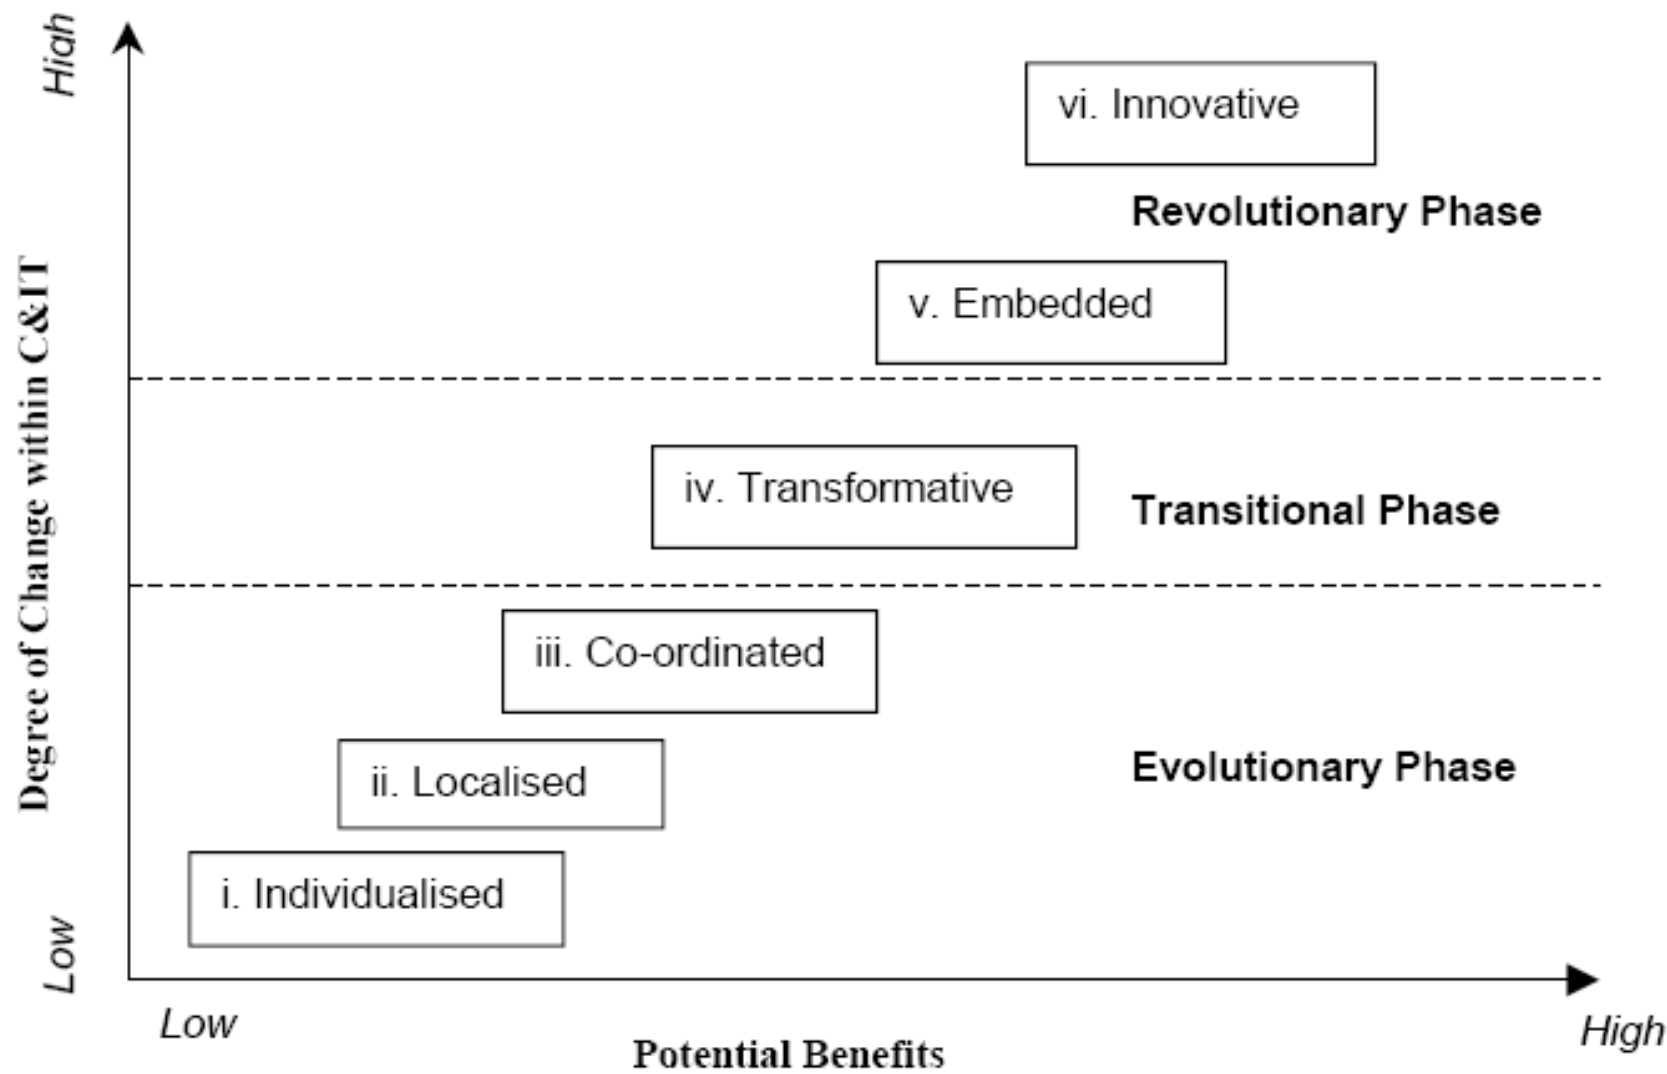 High
vi. Innovative
Revolutionary Phase
v. Embedded
Degree of Change within C&IT
iv. Transformative
Transitional Phase
iii. Co-ordinated
ii. Localised
Evolutionary Phase
i. Individualised
Low
Low
Potential Benefits
High